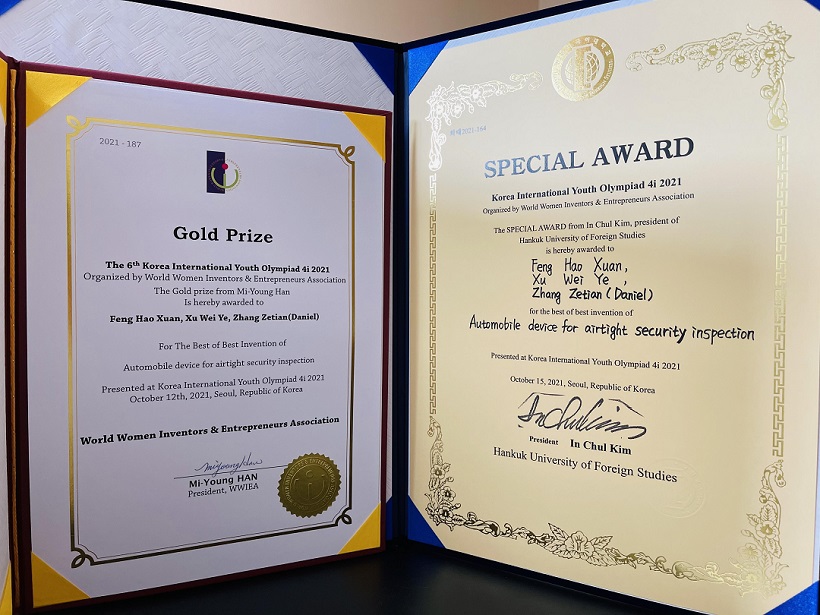 2021 - 187
Gold Prize
The 6th Korea International Youth Olympiad 4i 2021
Organized by World Women Inventors & Entrepreneurs Association
The Gold prize from Mi-Young Han
Is hereby awarded to
Feng Hao Xuan, Xu Wei Ye, Zhang Zetian(Daniel)
For The Best of Best Invention of
Automobile device for airtight security inspection
Presented at Korea International Youth Olympiad 4i 2021
October 12th, 2021, Seoul, Republic of Korea
World Women Inventors & Entrepreneurs Association
Mi-Young HAN
President, WWIEA
2021-164
SPECIAL AWARD
Korea International Youth Olympiad 4i 2021
Organized by World Women Inventors & Entrepreneurs Association
The SPECIAL AWARD from In Chul Kim, president of
Hankuk University of Foreign Studies
is hereby awarded to
Feng Hao Xuan,
Xu Wei Ye ,
Zhang Zetian (Daniel)
for the best of best invention of
Automobile device for airtight security inspection
Presented at Korea International Youth Olympiad 4i 2021
October 15, 2021, Seoul, Republic of Korea
In Chul Kim
President In Chul Kim
Hankuk University of Foreign Studies